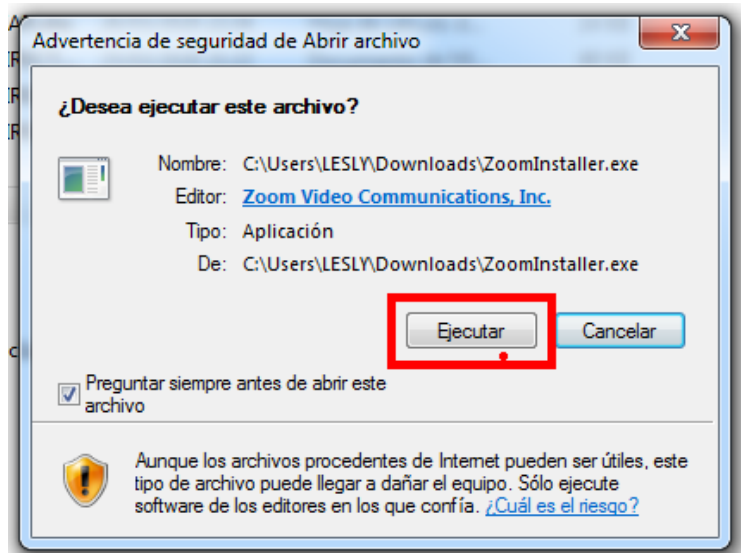 Advertencia de seguridad de Abrir archivo
¿Desea ejecutar este archivo?
Nombre: C:\Users\LESLY\Downloads\ZoomInstaller.exe
Editor: Zoom Video Communications, Inc.
Tipo: Aplicación
De: C:\Users\LESLY\Downloads\ZoomInstaller.exe
Ejecutar Cancelar
Preguntar siempre antes de abrir este
archivo
Aunque los archivos procedentes de Internet pueden ser útiles, este
tipo de archivo puede llegar a dañar el equipo. Sólo ejecute
software de los editores en los que confía. ¿Cuál es el riesgo?